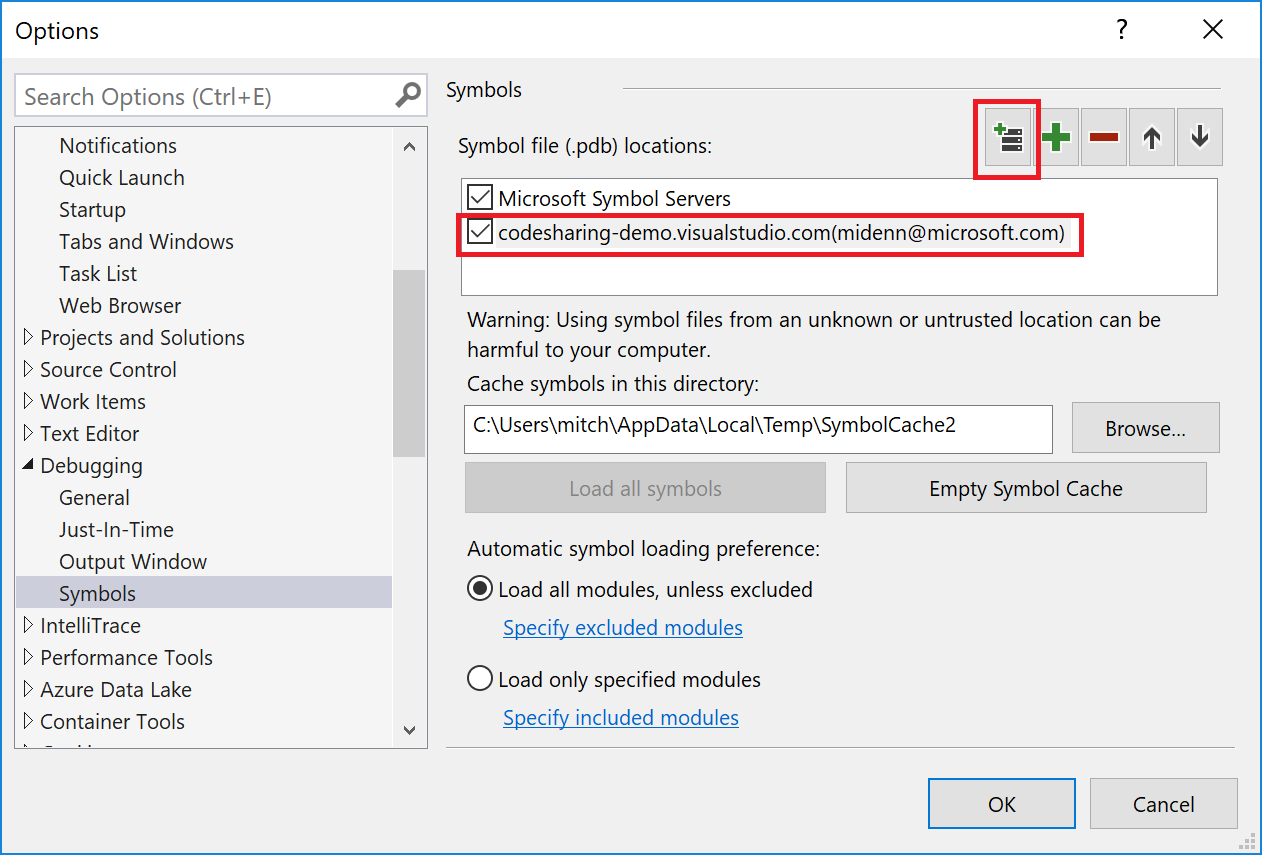 Options
?
Search Options (Ctrl+E)
Notifications
Quick Launch
Startup
Tabs and Windows
Task List
Web Browser
Projects and Solutions
Source Control
Work Items
Text Editor
Debugging
General
Just-In-Time
Output Window
Symbols
IntelliTrace
Performance Tools
Azure Data Lake
Container Tools
Symbols
Symbol file (.pdb) locations:
Microsoft Symbol Servers
codesharing-demo.visualstudio.com(midenn@microsoft.com)
Warning: Using symbol files from an unknown or untrusted location can be
harmful to your computer.
Cache symbols in this directory:
C:\Users\mitch\AppData\Local\Temp\SymbolCache2
Browse...
Load all symbols
Empty Symbol Cache
Automatic symbol loading preference:
Load all modules, unless excluded
Specify excluded modules
Load only specified modules
Specify included modules
OK
Cancel